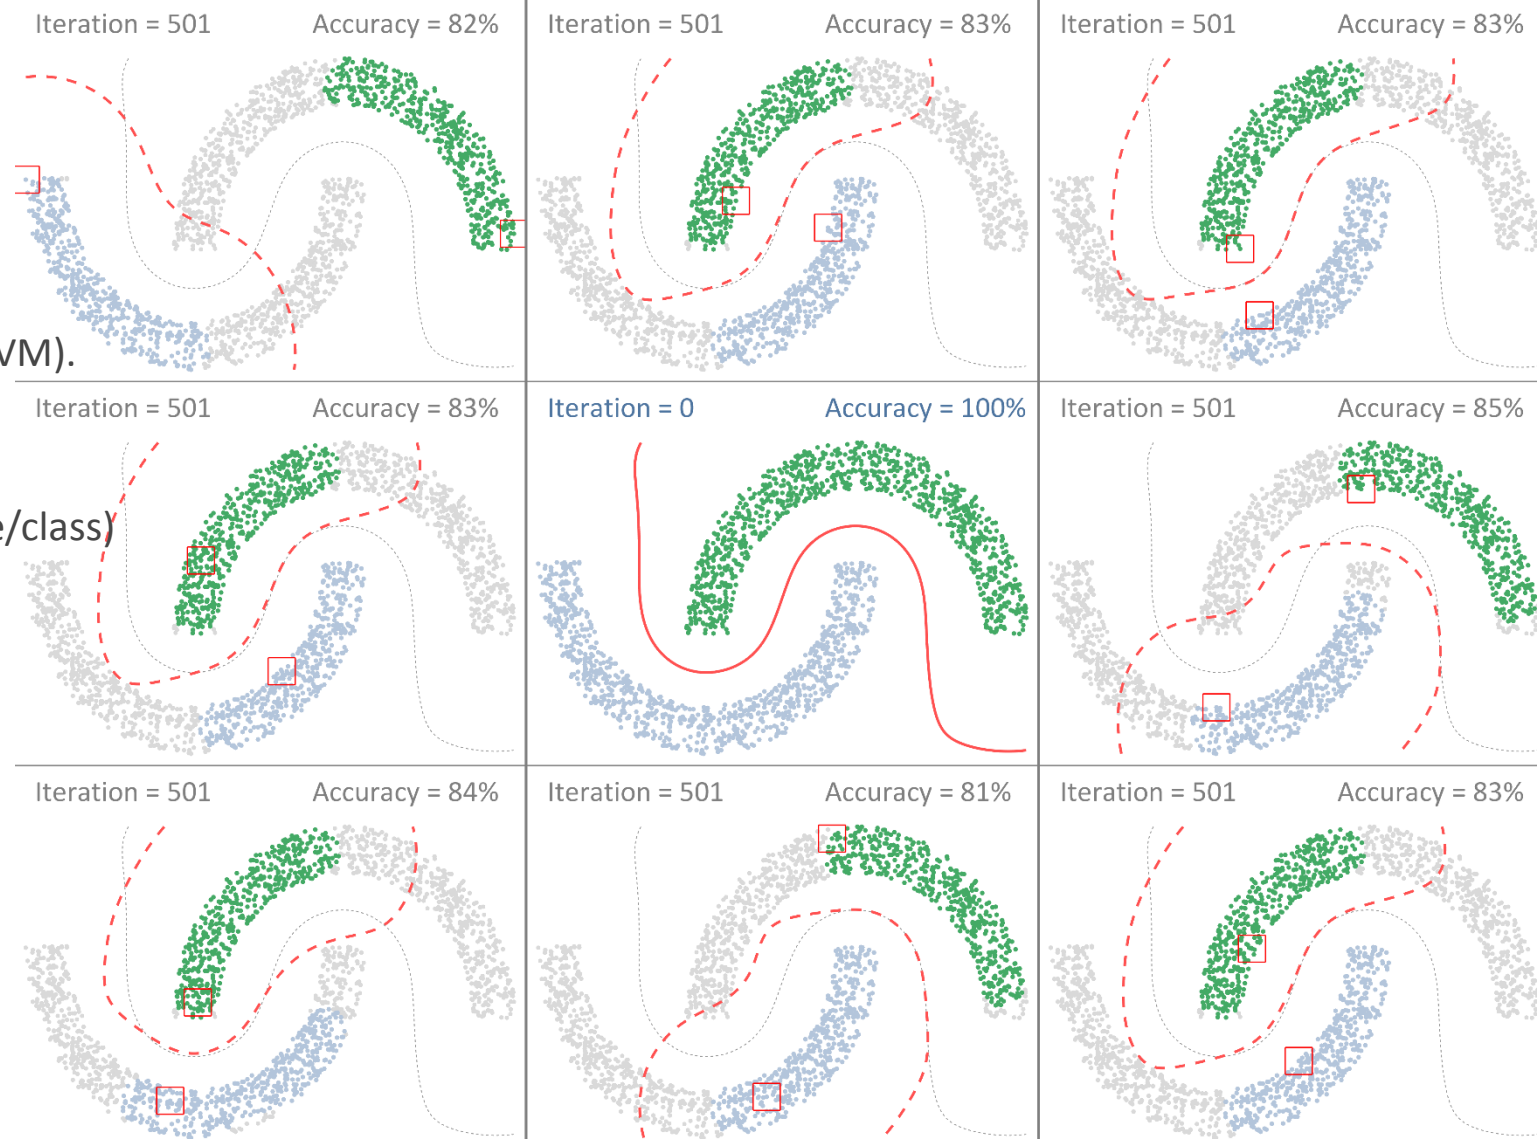 Iteration = 501 Accuracy = 82%
Iteration = 501 Accuracy = 83%
Iteration = 501 Accuracy = 83%
VM).
Iteration = 501 Accuracy = 83%
Iteration = 0 Accuracy = 100%
Iteration = 501 Accuracy = 85%
e/class)
Iteration = 501 Accuracy = 84%
Iteration = 501 Accuracy = 81%
Iteration = 501 Accuracy = 83%